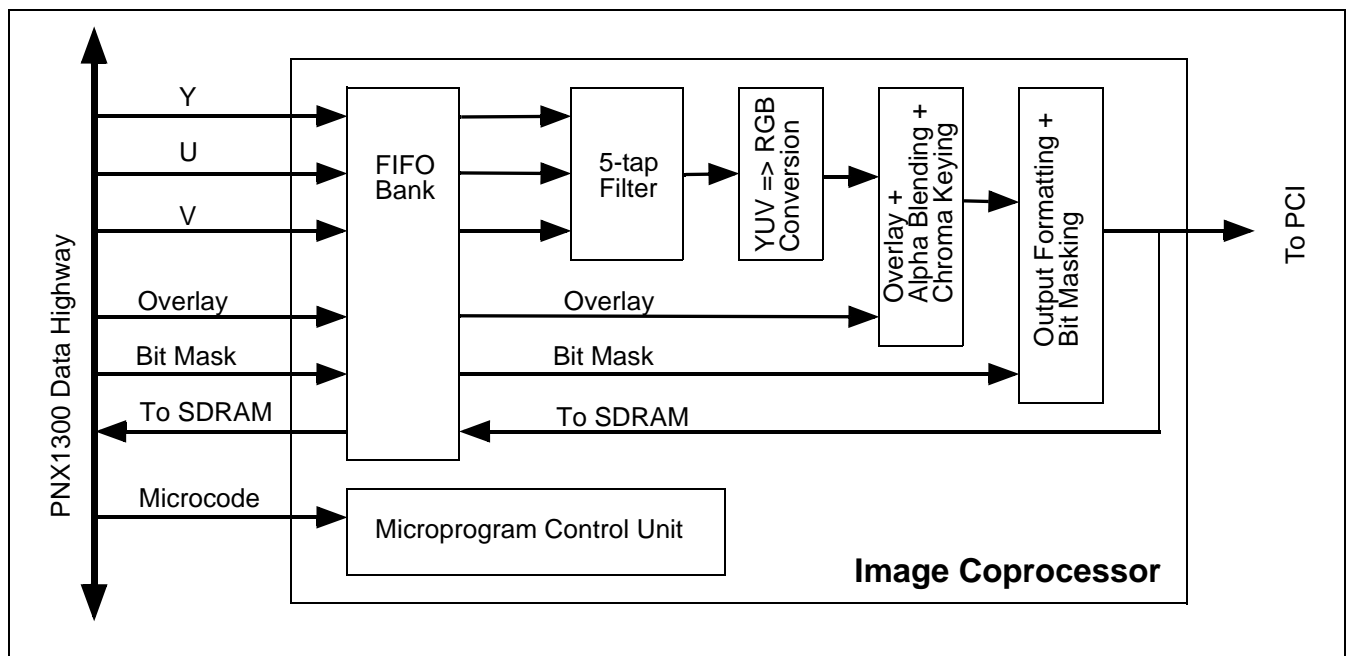 PNX1300 Data Highway
Y
U
V
Overlay
Bit Mask
To SDRAM
Microcode
FIFO
Bank
5-tap
Filter
YUV => RGB
Conversion
Overlay +
Alpha Blending +
Chroma Keying
Output Formatting +
Bit Masking
To PCI
Overlay
Bit Mask
To SDRAM
Microprogram Control Unit
Image Coprocessor